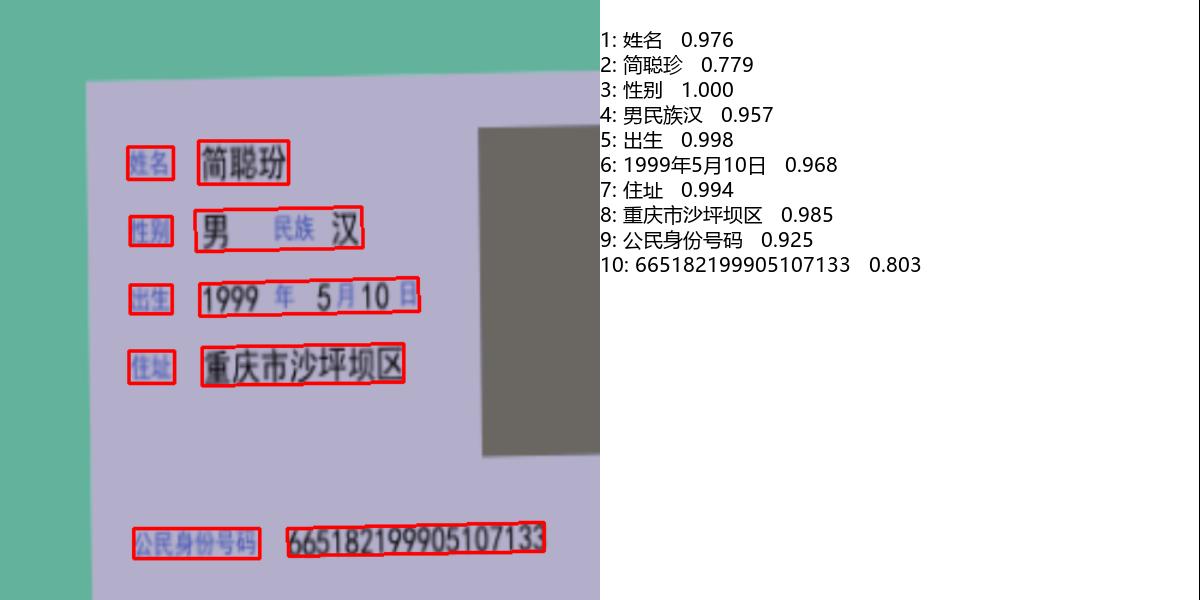 姓名 简聪玢
性别 男 民族 汉
出生 1999 年 5 月 10 日
住址 重庆市沙坪坝区
公民身份号码 665182199905107133
1: 姓名 0.976
2: 简聪珍 0.779
3: 性别 1.000
4: 男民族汉 0.957
5: 出生 0.998
6: 1999年5月10日 0.968
7: 住址 0.994
8: 重庆市沙坪坝区 0.985
9: 公民身份号码 0.925
10: 665182199905107133 0.803